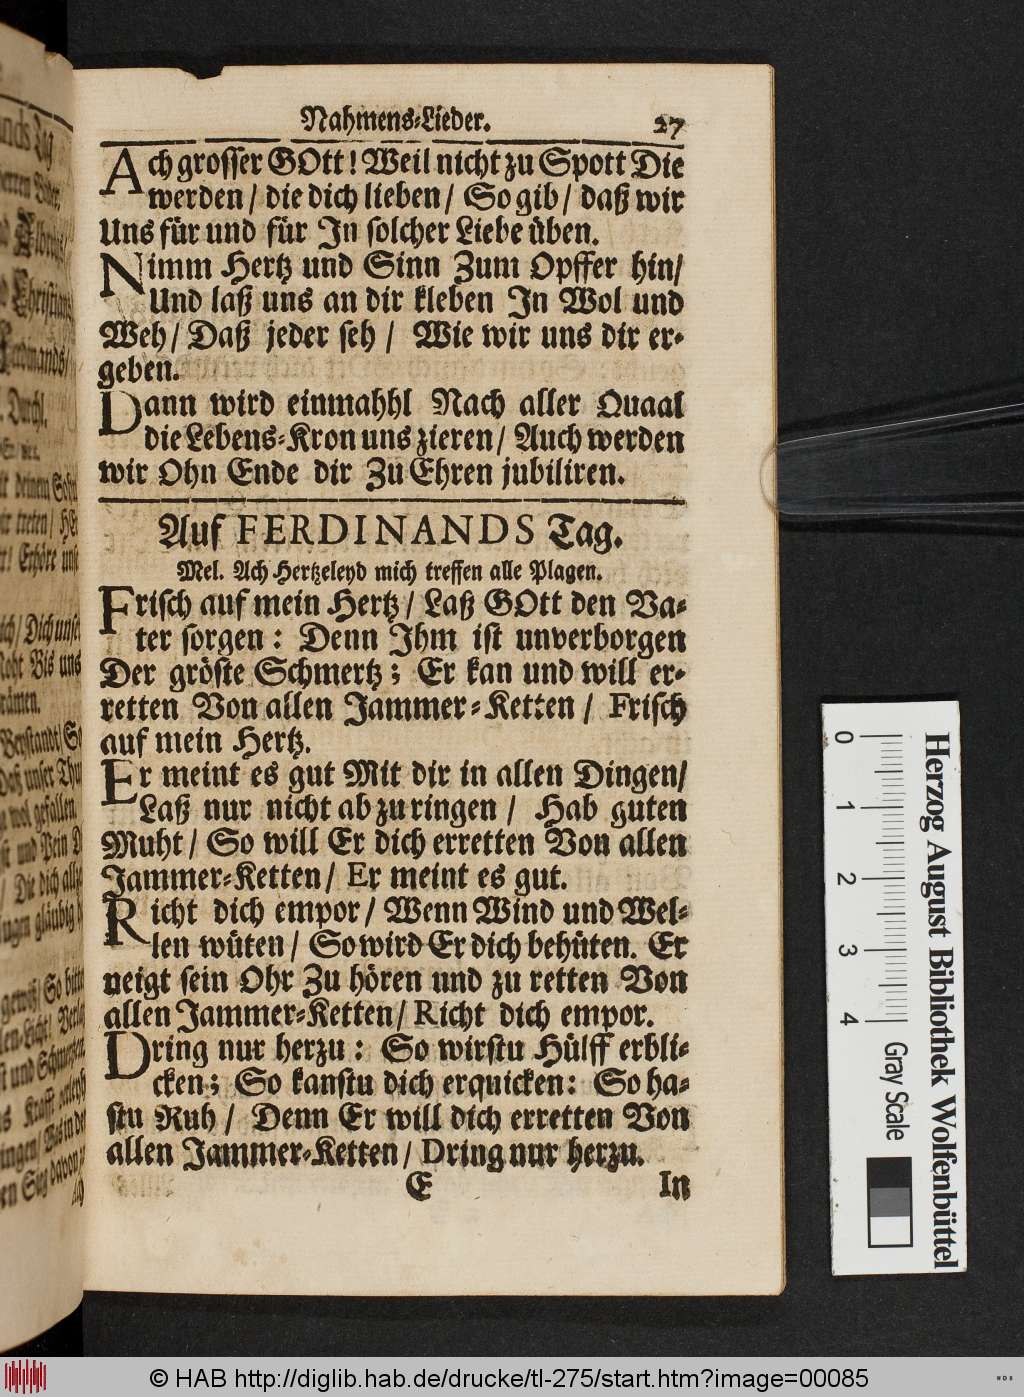 Nahmens-Lieder. 27
Ach grosser GOtt! Weil nicht zu Spott Die
werden / die dich lieben / So gib / daß wir
Uns für und für In solcher Liebe üben.
Nimm Hertz und Sinn Zum Opffer hin /
Und laß uns an dir kleben In Wol und
Weh / Daß jeder seh / Wie wir uns dir er-
geben.
Dann wird einmahhl Nach aller Quaal
die Lebens-Kron uns zieren / Auch werden
wir Ohn Ende dir Zu Ehren jubiliren.
Auf FERDINANDS Tag.
Mel. Ach Hertzeleyd mich treffen alle Plagen.
Frisch auf mein Hertz / Laß GOtt den Va-
ter sorgen: Denn Ihm ist unverborgen
Der gröste Schmertz; Er kan und will er-
retten Von allen Jammer-Ketten / Frisch
auf mein Hertz.
Er meint es gut Mit dir in allen Dingen /
Laß nur nicht abzuringen / Hab guten
Muht / So will Er dich erretten Von allen
Jammer-Ketten / Er meint es gut.
Richt dich empor / Wenn Wind und Wel-
len wüten / So wird Er dich behüten. Er
neigt sein Ohr Zu hören und zu retten Von
allen Jammer-Ketten / Richt dich empor.
Dring nur herzu: So wirstu Hülff erbli-
cken; So kanstu dich erquicken: So ha-
stu Ruh / Denn Er will dich erretten Von
allen Jammer-Ketten / Dring nur herzu.
E In
0 1 2 3 4
Gray Scale
Herzog August Bibliothek Wolfenbüttel
© HAB http://diglib.hab.de/drucke/tl-275/start.htm?image=00085